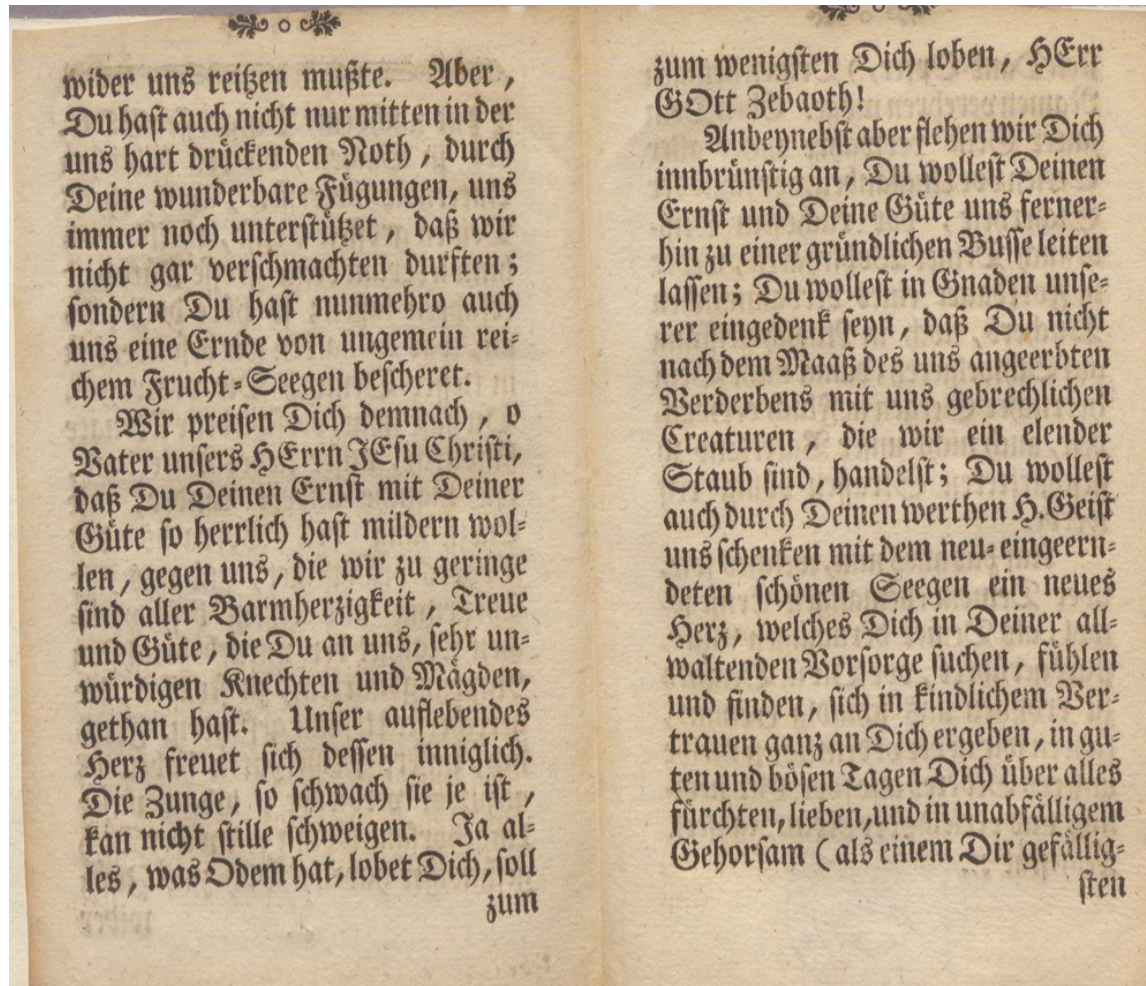 wider uns reitzen mußte. Aber,
Du hast auch nicht nur mitten in der
uns hart drückenden Noth, durch
Deine wunderbare Fügungen, uns
immer noch unterstützet, daß wir
nicht gar verschmachten durften;
sondern Du hast nunmehro auch
uns eine Ernde von ungemein rei-
chem Frucht-Seegen bescheret.
Wir preisen Dich demnach, o
Vater unsers HErrn JEsu Christi,
daß Du Deinen Ernst mit Deiner
Güte so herrlich hast mildern wol-
len, gegen uns, die wir zu geringe
sind aller Barmherzigkeit, Treue
und Güte, die Du an uns, sehr un-
würdigen Knechten und Mägden,
gethan hast. Unser auflebendes
Herz freuet sich dessen inniglich.
Die Zunge, so schwach sie je ist,
kan nicht stille schweigen. Ja al-
les, was Odem hat, lobet Dich, soll
zum
zum wenigsten Dich loben, HErr
GOtt Zebaoth!
Anbeynebst aber flehen wir Dich
innbrünstig an, Du wollest Deinen
Ernst und Deine Güte uns ferner-
hin zu einer gründlichen Busse leiten
lassen; Du wollest in Gnaden unse-
rer eingedenk seyn, daß Du nicht
nach dem Maaß des uns angeerbten
Verderbens mit uns gebrechlichen
Creaturen, die wir ein elender
Staub sind, handelst; Du wollest
auch durch Deinen werthen H. Geist
uns schenken mit dem neu-eingeern-
deten schönen Seegen ein neues
Herz, welches Dich in Deiner all-
waltenden Vorsorge suchen, fühlen
und finden, sich in kindlichem Ver-
trauen ganz an Dich ergeben, in gu-
ten und bösen Tagen Dich über alles
fürchten, lieben, und in unabfälligem
Gehorsam (als einem Dir gefällig-
sten